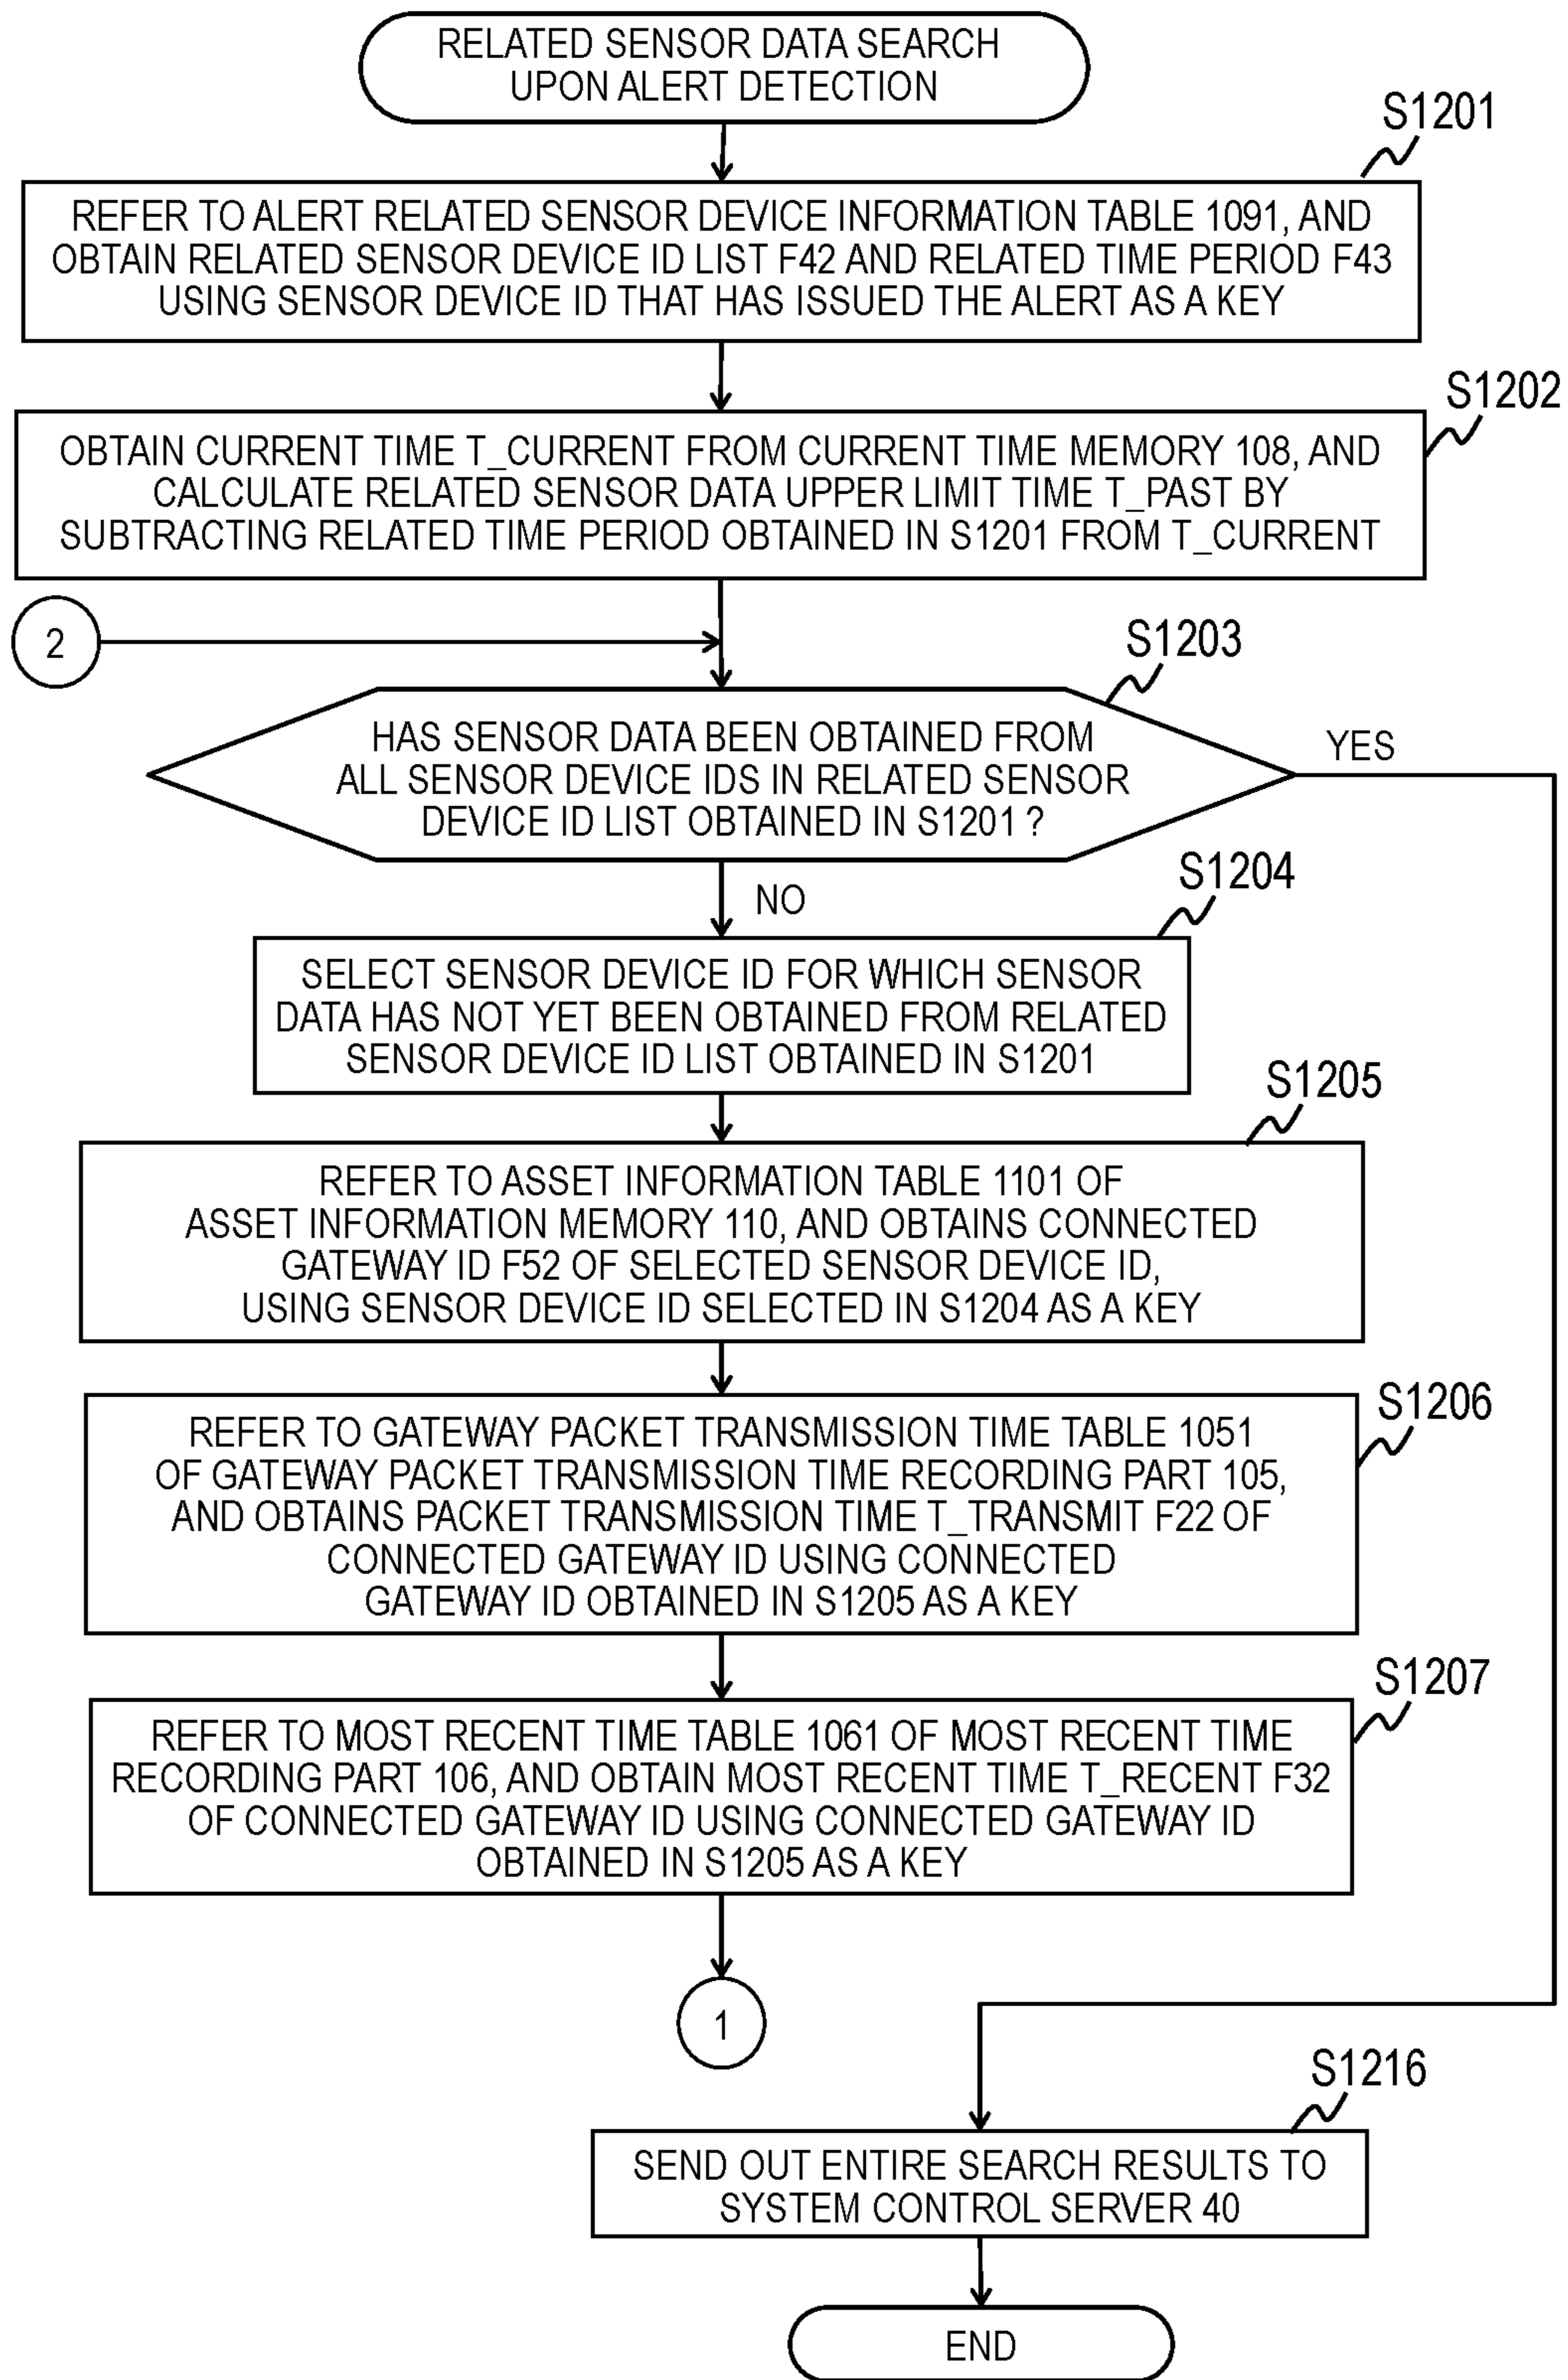 RELATED SENSOR DATA SEARCH
UPON ALERT DETECTION
S1201
REFER TO ALERT RELATED SENSOR DEVICE INFORMATION TABLE 1091, AND
OBTAIN RELATED SENSOR DEVICE ID LIST F42 AND RELATED TIME PERIOD F43
USING SENSOR DEVICE ID THAT HAS ISSUED THE ALERT AS A KEY
S1202
OBTAIN CURRENT TIME T_CURRENT FROM CURRENT TIME MEMORY 108, AND
CALCULATE RELATED SENSOR DATA UPPER LIMIT TIME T_PAST BY
SUBTRACTING RELATED TIME PERIOD OBTAINED IN S1201 FROM T_CURRENT
2
S1203
HAS SENSOR DATA BEEN OBTAINED FROM
ALL SENSOR DEVICE IDS IN RELATED SENSOR
DEVICE ID LIST OBTAINED IN S1201 ?
YES
NO
S1204
SELECT SENSOR DEVICE ID FOR WHICH SENSOR
DATA HAS NOT YET BEEN OBTAINED FROM RELATED
SENSOR DEVICE ID LIST OBTAINED IN S1201
S1205
REFER TO ASSET INFORMATION TABLE 1101 OF
ASSET INFORMATION MEMORY 110, AND OBTAINS CONNECTED
GATEWAY ID F52 OF SELECTED SENSOR DEVICE ID,
USING SENSOR DEVICE ID SELECTED IN S1204 AS A KEY
S1206
REFER TO GATEWAY PACKET TRANSMISSION TIME TABLE 1051
OF GATEWAY PACKET TRANSMISSION TIME RECORDING PART 105,
AND OBTAINS PACKET TRANSMISSION TIME T_TRANSMIT F22 OF
CONNECTED GATEWAY ID USING CONNECTED
GATEWAY ID OBTAINED IN S1205 AS A KEY
S1207
REFER TO MOST RECENT TIME TABLE 1061 OF MOST RECENT TIME
RECORDING PART 106, AND OBTAIN MOST RECENT TIME T_RECENT F32
OF CONNECTED GATEWAY ID USING CONNECTED GATEWAY ID
OBTAINED IN S1205 AS A KEY
1
S1216
SEND OUT ENTIRE SEARCH RESULTS TO
SYSTEM CONTROL SERVER 40
END